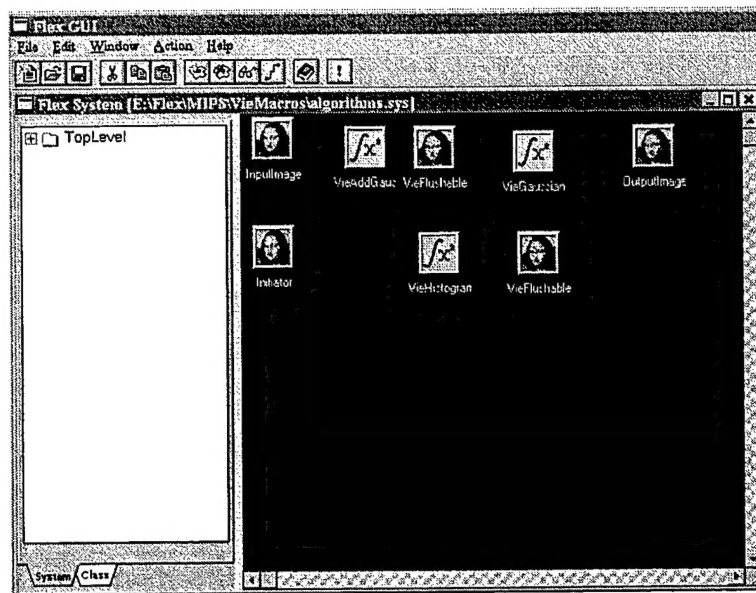 Flex GUI
File Edit Window Action Help
Flex System [E:\Flex\MIPS\VieMacros\algorithms.sys]
TopLevel
InputImage VieAddGauss VieFlushable VieGaussian OutputImage
Initiator VieHistogram VieFlushable
System Class